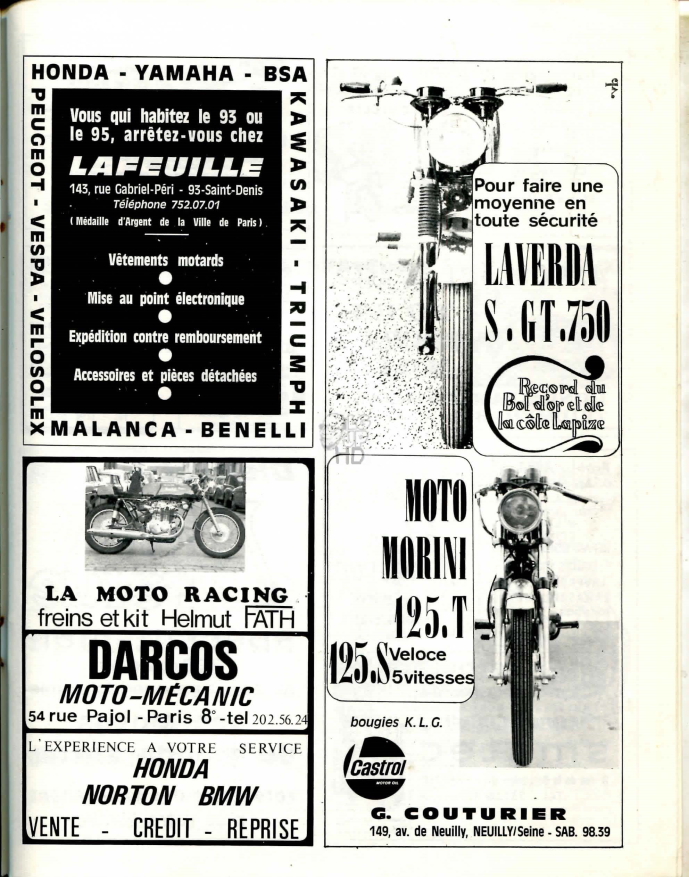 HONDA - YAMAHA - BSA
PEUGEOT - VESPA - VELOSOLEX
KAWASAKI - TRIUMPH
Vous qui habitez le 93 ou
le 95, arrêtez-vous chez
LAFEUILLE
143, rue Gabriel-Péri - 93-Saint-Denis
Téléphone 752.07.01
(Médaille d'Argent de la Ville de Paris)
Vêtements motards
Mise au point électronique
Expédition contre remboursement
Accessoires et pièces détachées
MALANCA - BENELLI
LA MOTO RACING
freins et kit Helmut FATH
DARCOS
MOTO-MÉCANIC
54 rue Pajol - Paris 8° - tel 202.56.24
L'EXPERIENCE A VOTRE SERVICE
HONDA
NORTON BMW
VENTE - CREDIT - REPRISE
Pour faire une
moyenne en
toute sécurité
LAVERDA
S.GT.750
Record du
Bol d'or et de
la côte Lapize
HD
MOTO
MORINI
125.T
125.S Veloce
5 vitesses
bougies K.L.G.
Castrol
MOTOR OIL
G. COUTURIER
149, av. de Neuilly, NEUILLY/Seine - SAB. 98.39